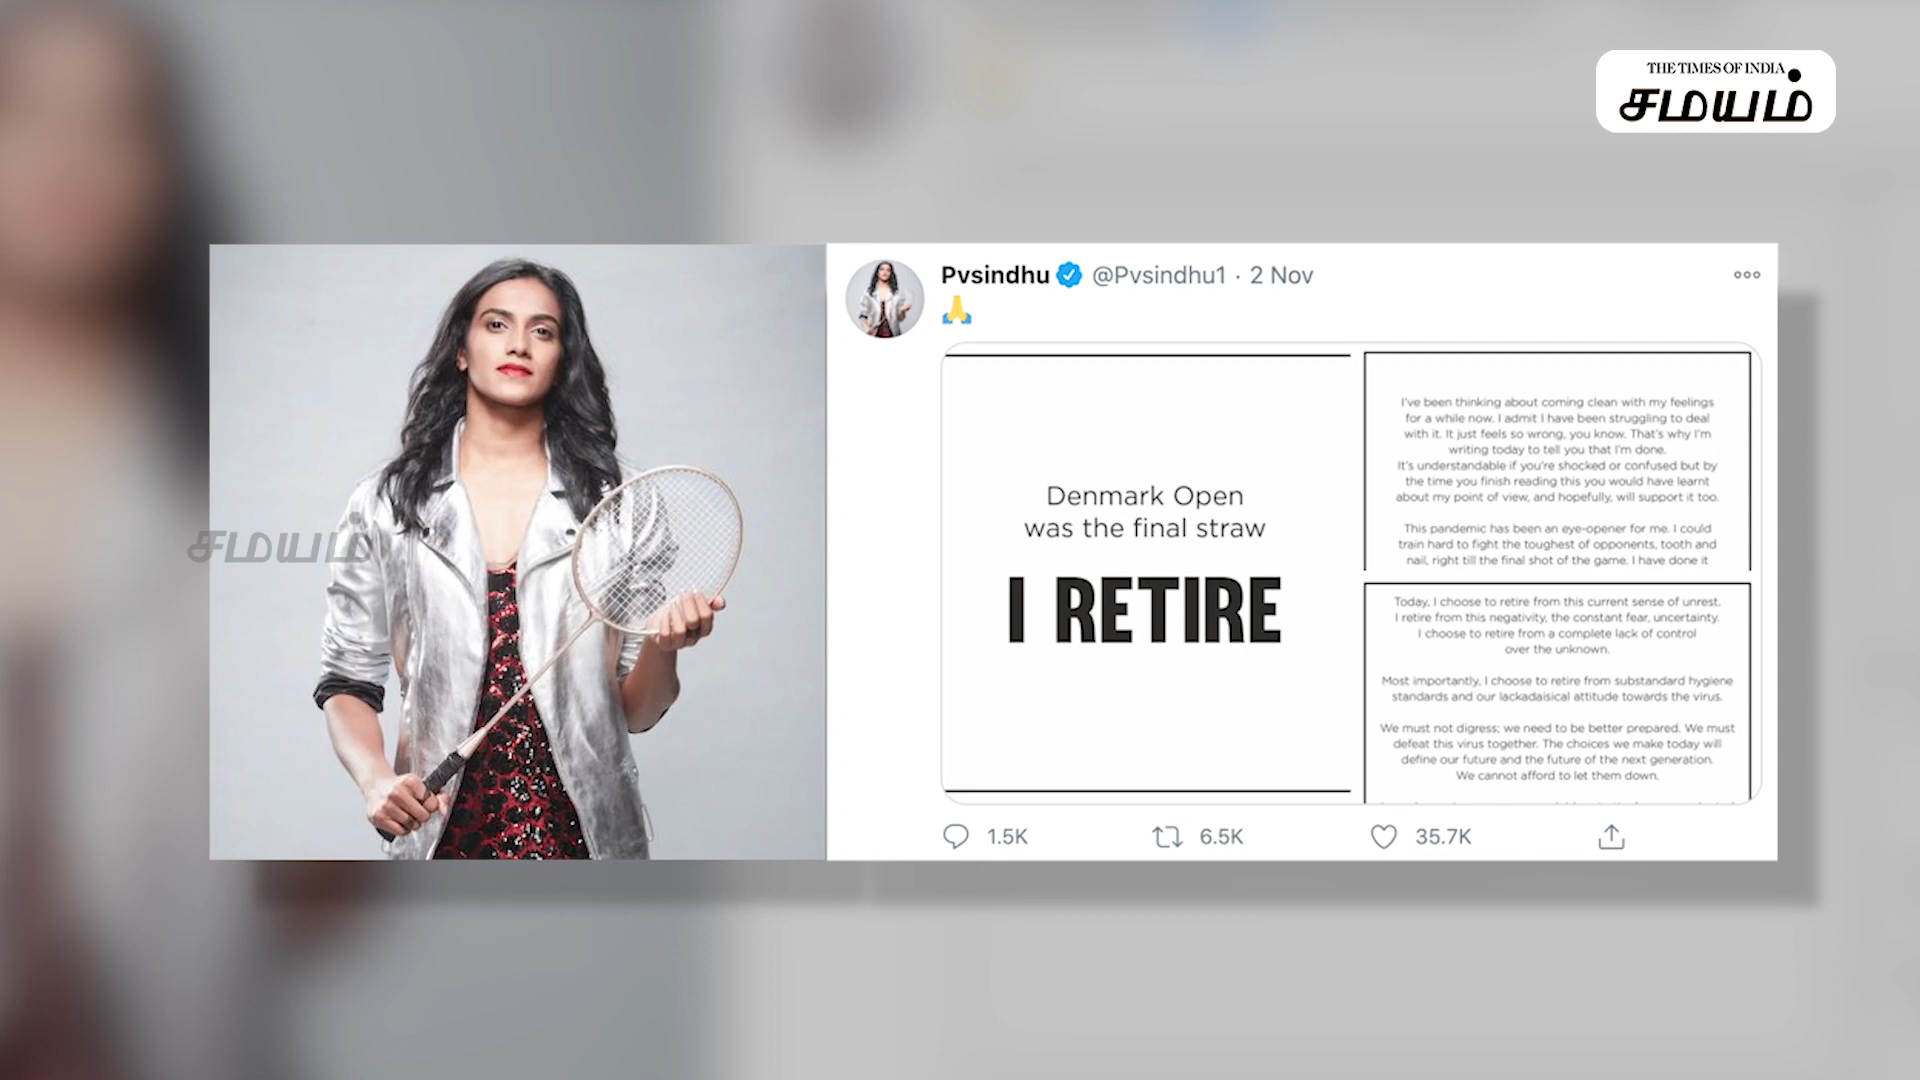 THE TIMES OF INDIA
சமயம்
சமயம்
Pvsindhu @Pvsindhu1 · 2 Nov
🙏
Denmark Open
was the final straw
I RETIRE
I've been thinking about coming clean with my feelings
for a while now. I admit I have been struggling to deal
with it. It just feels so wrong, you know. That's why I'm
writing today to tell you that I'm done.
It's understandable if you're shocked or confused but by
the time you finish reading this you would have learnt
about my point of view, and hopefully, will support it too.
This pandemic has been an eye-opener for me. I could
train hard to fight the toughest of opponents, tooth and
nail, right till the final shot of the game. I have done it
Today, I choose to retire from this current sense of unrest.
I retire from this negativity, the constant fear, uncertainty.
I choose to retire from a complete lack of control
over the unknown.
Most importantly, I choose to retire from substandard hygiene
standards and our lackadaisical attitude towards the virus.
We must not digress; we need to be better prepared. We must
defeat this virus together. The choices we make today will
define our future and the future of the next generation.
We cannot afford to let them down.
1.5K 6.5K 35.7K